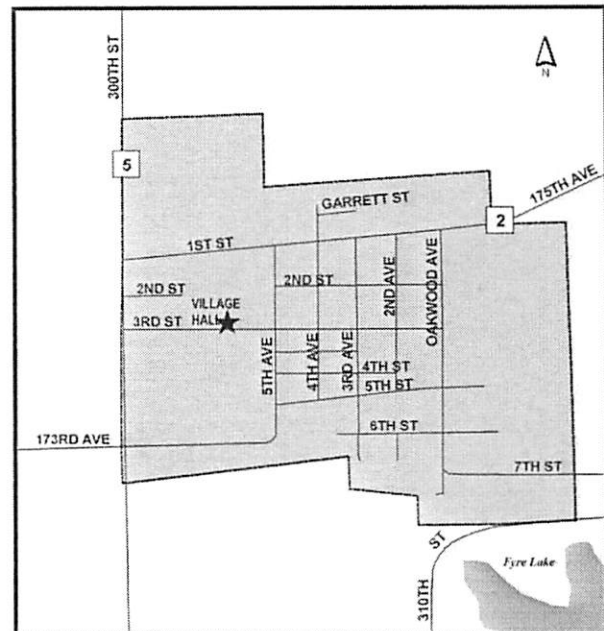 300TH ST
N
5
175TH AVE
GARRETT ST
2
1ST ST
2ND ST
2ND ST
2ND AVE
OAKWOOD AVE
VILLAGE
HALL
3RD ST
5TH AVE
4TH AVE
3RD AVE
4TH ST
5TH ST
6TH ST
173RD AVE
7TH ST
310TH ST
Fyre Lake